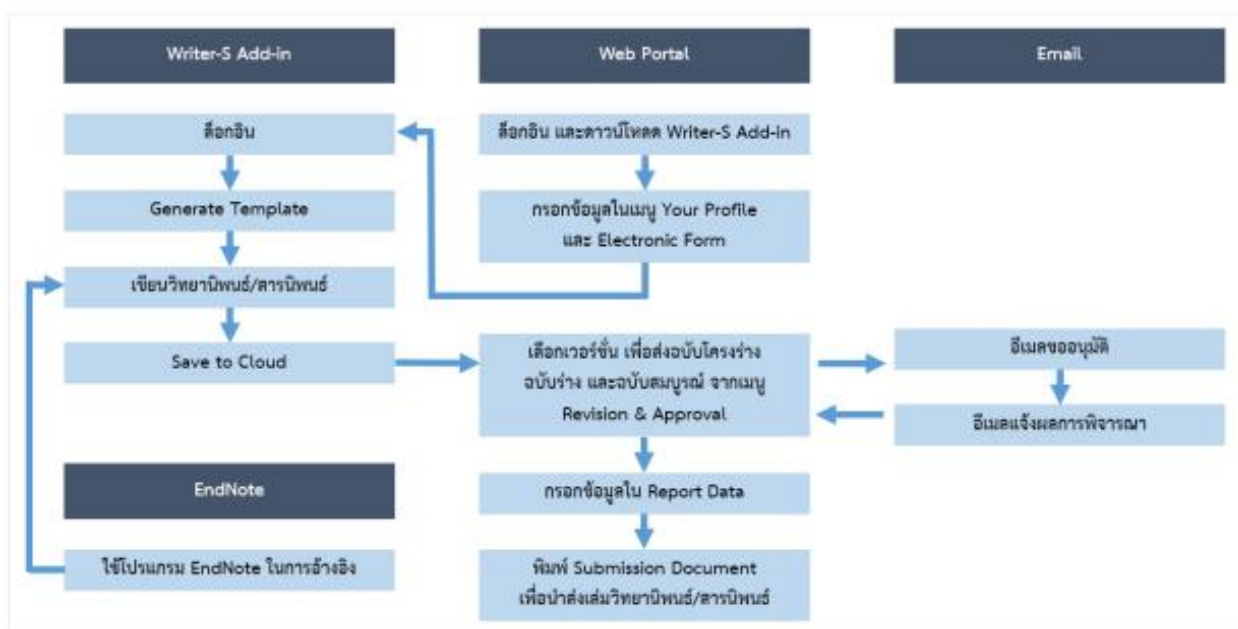 Writer-S Add-in
Web Portal
Email
ล็อกอิน
ล็อกอิน และดาวน์โหลด Writer-S Add-in
Generate Template
กรอกข้อมูลในเมนู Your Profile
และ Electronic Form
เขียนวิทยานิพนธ์/สารนิพนธ์
Save to Cloud
เลือกเวอร์ชั่น เพื่อส่งฉบับโครงร่าง
ฉบับร่าง และฉบับสมบูรณ์ จากเมนู
Revision & Approval
อีเมลขออนุมัติ
อีเมลแจ้งผลการพิจารณา
EndNote
กรอกข้อมูลใน Report Data
ใช้โปรแกรม EndNote ในการอ้างอิง
พิมพ์ Submission Document
เพื่อนำส่งเล่มวิทยานิพนธ์/สารนิพนธ์